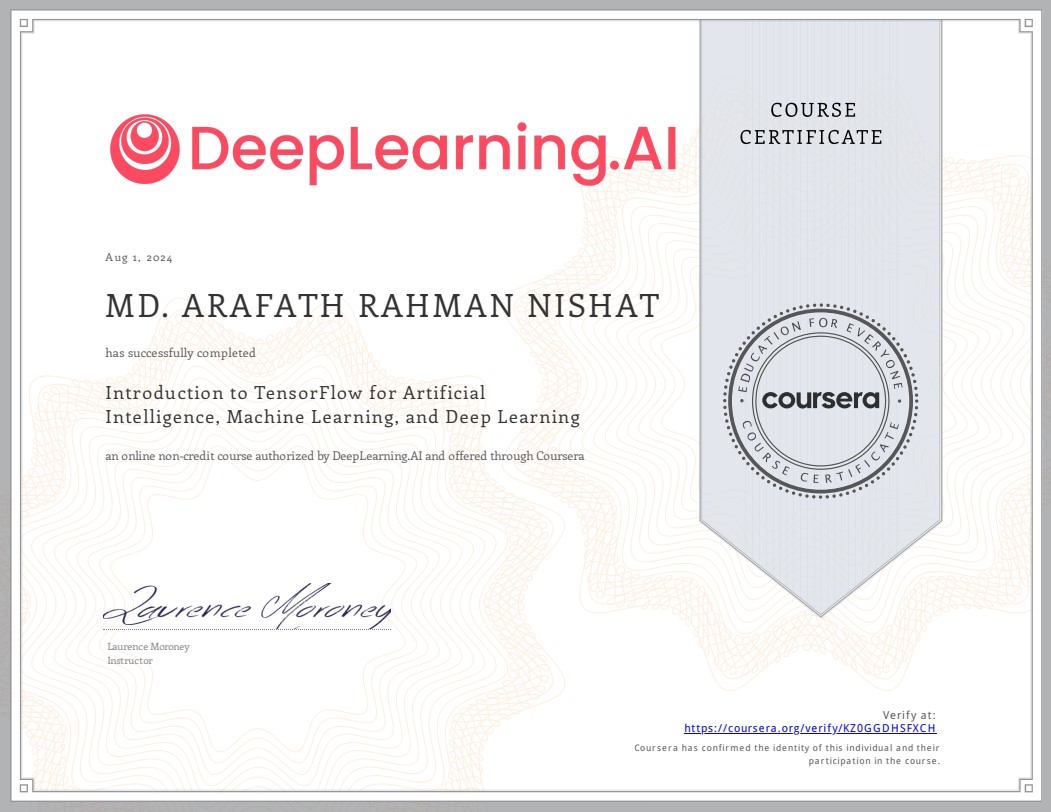 DeepLearning.AI
COURSE
CERTIFICATE
Aug 1, 2024
MD. ARAFATH RAHMAN NISHAT
has successfully completed
Introduction to TensorFlow for Artificial
Intelligence, Machine Learning, and Deep Learning
an online non-credit course authorized by DeepLearning.AI and offered through Coursera
EDUCATION FOR EVERYONE
coursera
COURSE CERTIFICATE
Laurence Moroney
Laurence Moroney
Instructor
Verify at:
https://coursera.org/verify/KZ0GGDHSFXCH
Coursera has confirmed the identity of this individual and their
participation in the course.